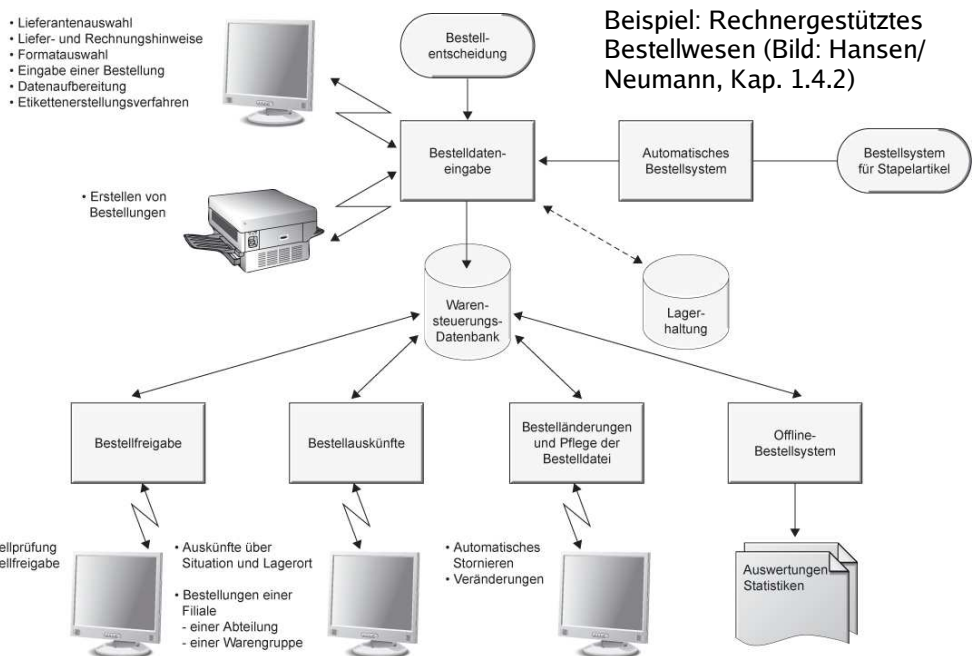 • Lieferantenauswahl
• Liefer- und Rechnungshinweise
• Formatauswahl
• Eingabe einer Bestellung
• Datenaufbereitung
• Etikettenerstellungsverfahren
Bestell-
entscheidung
Beispiel: Rechnergestütztes
Bestellwesen (Bild: Hansen/
Neumann, Kap. 1.4.2)
Bestelldaten-
eingabe
Automatisches
Bestellsystem
Bestellsystem
für Stapelartikel
• Erstellen von
Bestellungen
Waren-
steuerungs-
Datenbank
Lager-
haltung
Bestellfreigabe
Bestellauskünfte
Bestelländerungen
und Pflege der
Bestelldatei
Offline-
Bestellsystem
ellprüfung
ellfreigabe
• Auskünfte über
Situation und Lagerort
• Bestellungen einer
Filiale
- einer Abteilung
- einer Warengruppe
• Automatisches
Stornieren
• Veränderungen
Auswertungen
Statistiken